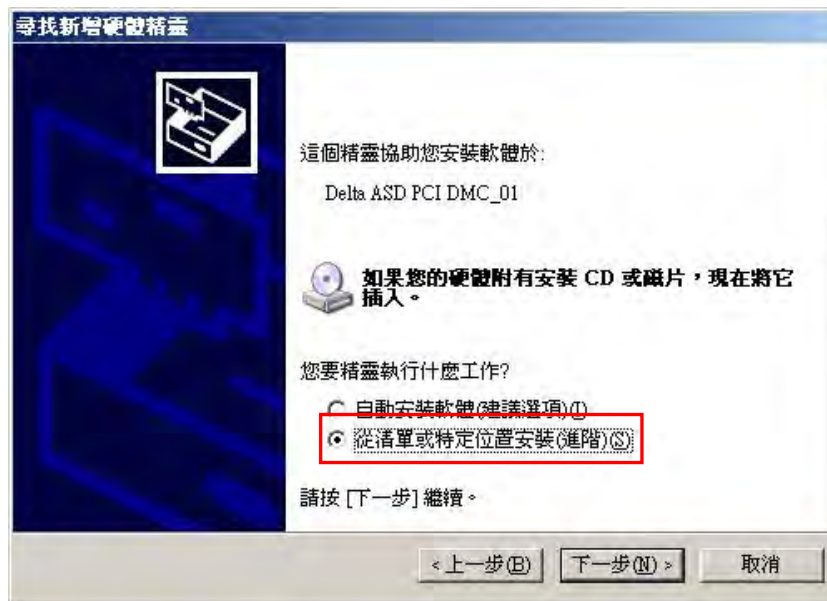 尋找新增硬體精靈
這個精靈協助您安裝軟體於:
Delta ASD PCI DMC_01
如果您的硬體附有安裝 CD 或磁片，現在將它
插入。
您要精靈執行什麼工作?
自動安裝軟體(建議選項)(I)
從清單或特定位置安裝(進階)(S)
請按 [下一步] 繼續。
< 上一步(B) 下一步(N) > 取消